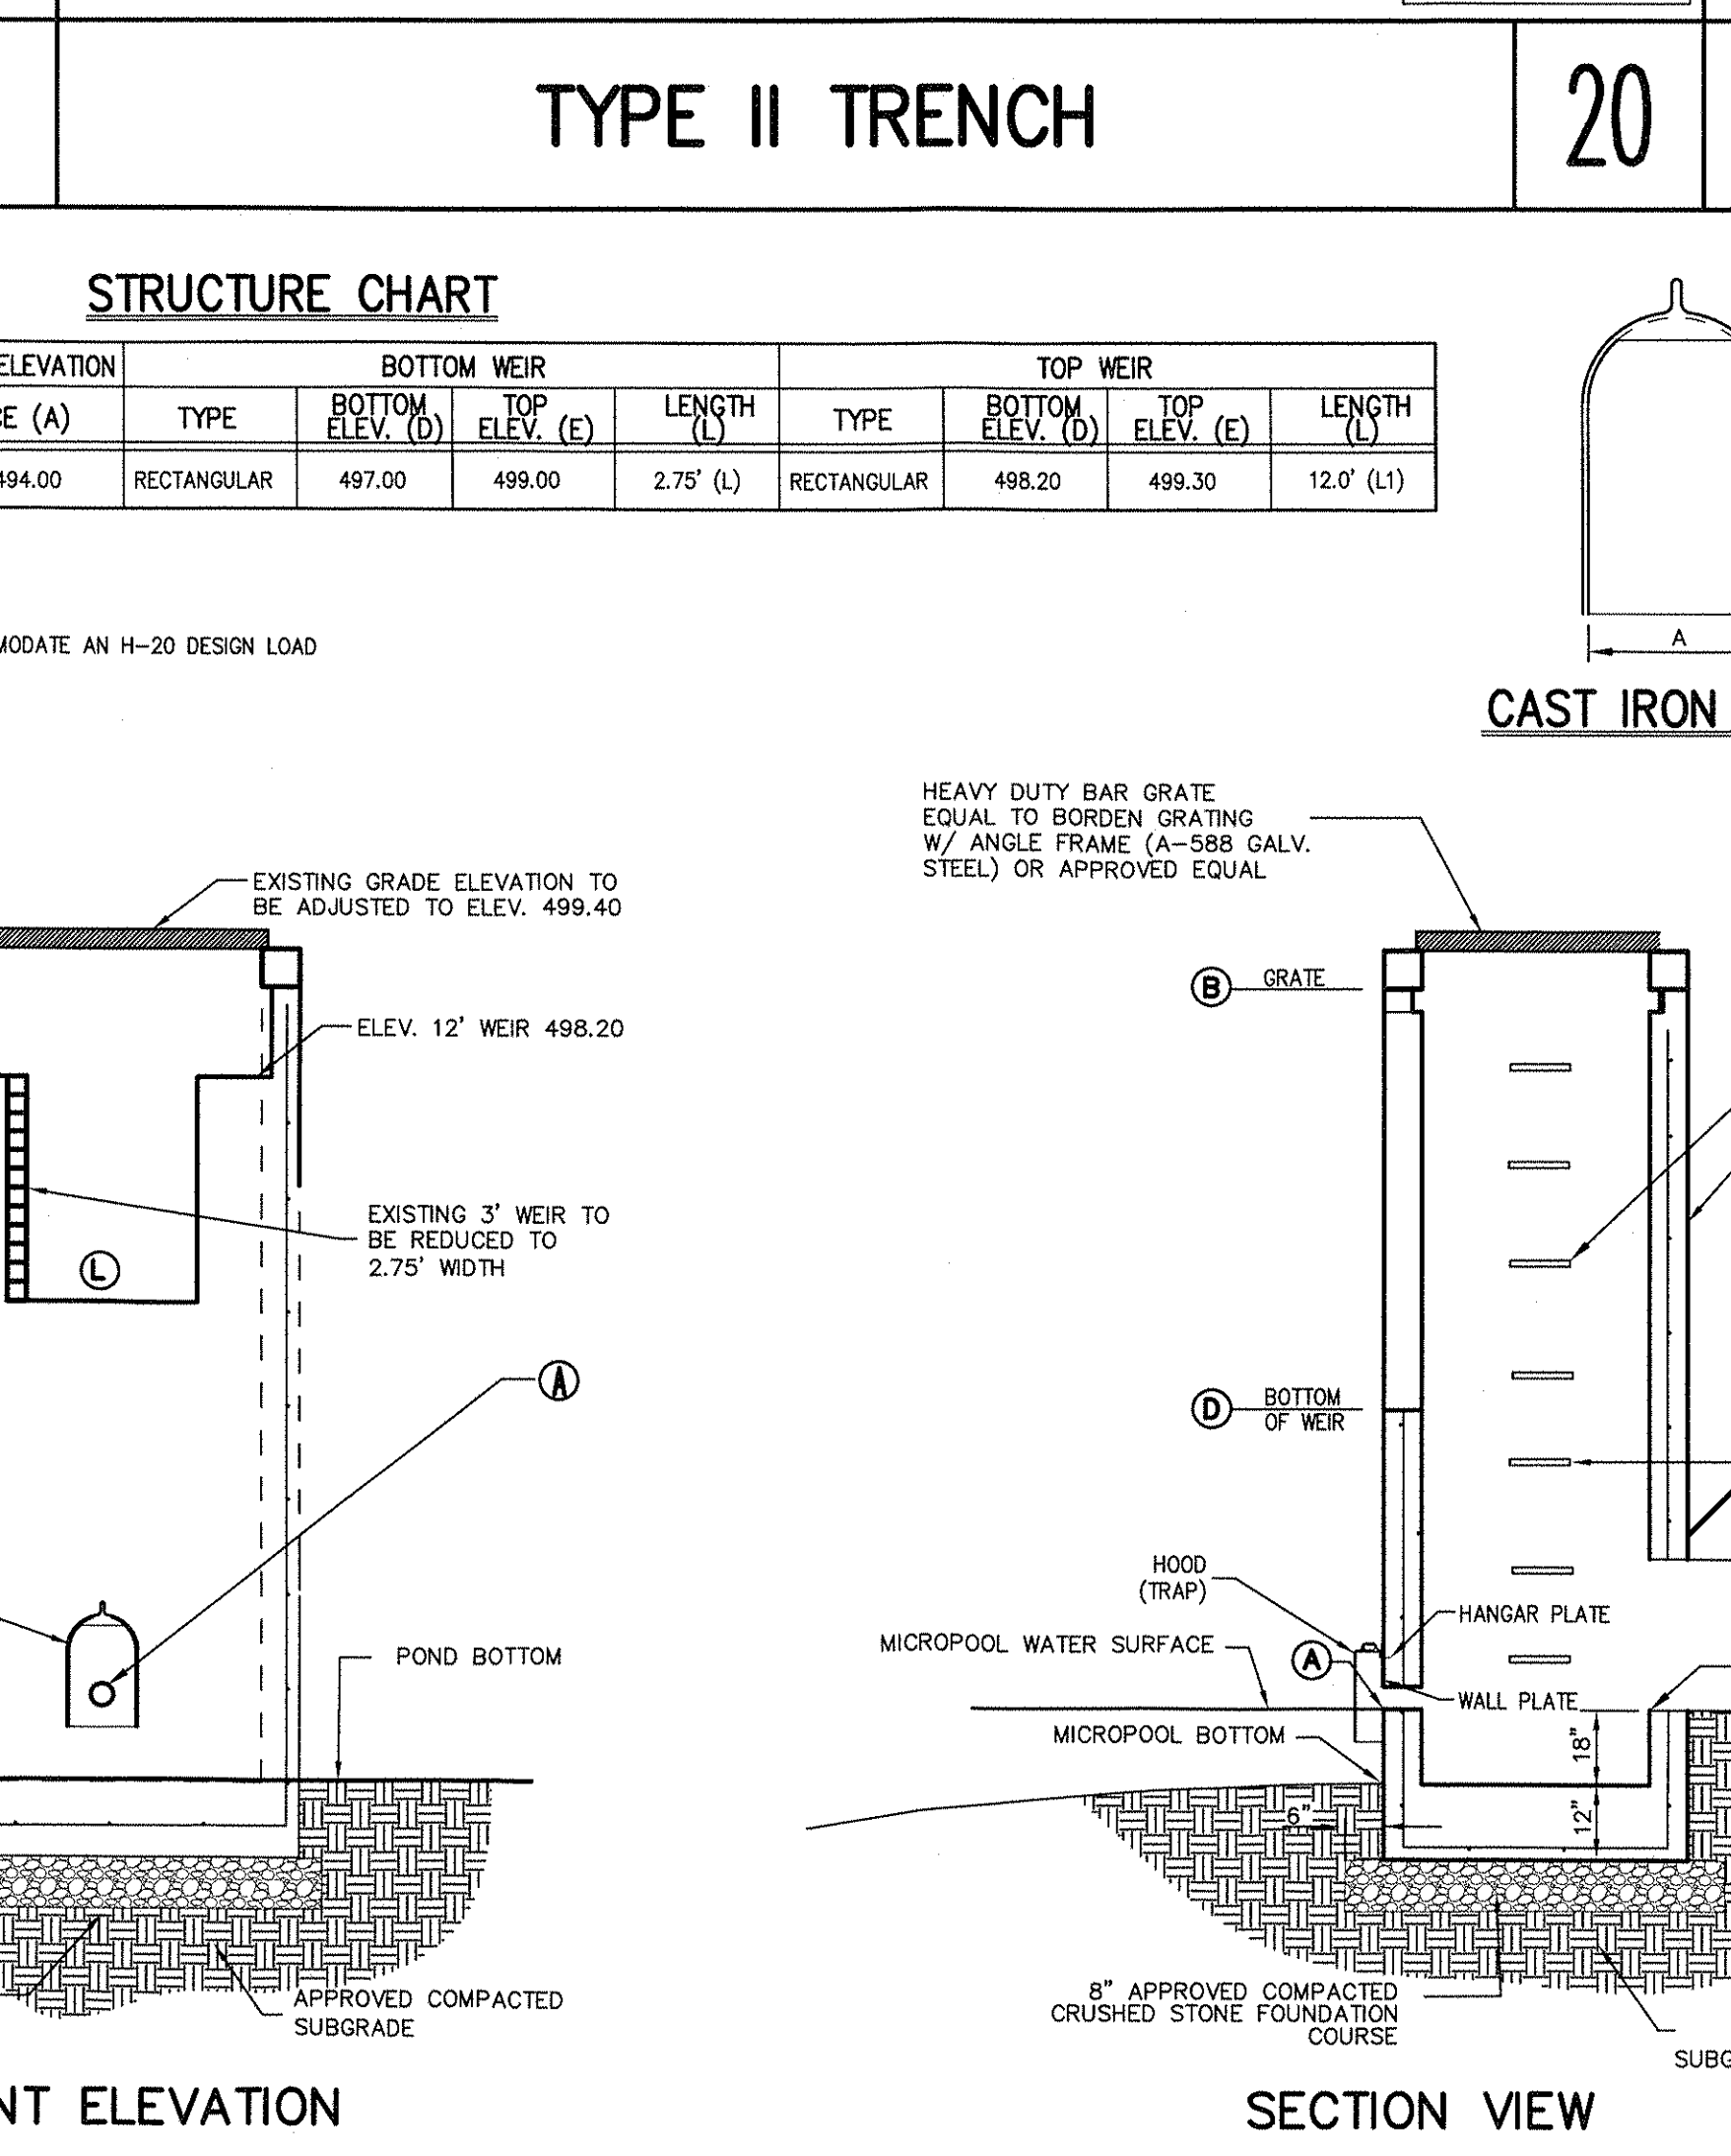 TYPE II TRENCH
20
STRUCTURE CHART
ELEVATION BOTTOM WEIR TOP WEIR
(A) TYPE BOTTOM ELEV. (D) TOP ELEV. (E) LENGTH (L) TYPE BOTTOM ELEV. (D) TOP ELEV. (E) LENGTH (L)
494.00 RECTANGULAR 497.00 499.00 2.75' (L) RECTANGULAR 498.20 499.30 12.0' (L1)
AN H-20 DESIGN LOAD
A
CAST IRON
HEAVY DUTY BAR GRATE
EQUAL TO BORDEN GRATING
W/ ANGLE FRAME (A-588 GALV.
STEEL) OR APPROVED EQUAL
EXISTING GRADE ELEVATION TO
BE ADJUSTED TO ELEV. 499.40
B GRATE
ELEV. 12' WEIR 498.20
EXISTING 3' WEIR TO
BE REDUCED TO
2.75' WIDTH
L
A
D BOTTOM
OF WEIR
HOOD
(TRAP)
HANGAR PLATE
MICROPOOL WATER SURFACE
A
POND BOTTOM
WALL PLATE
MICROPOOL BOTTOM
18"
12"
6"
8" APPROVED COMPACTED
CRUSHED STONE FOUNDATION
COURSE
APPROVED COMPACTED
SUBGRADE
ELEVATION
SECTION VIEW